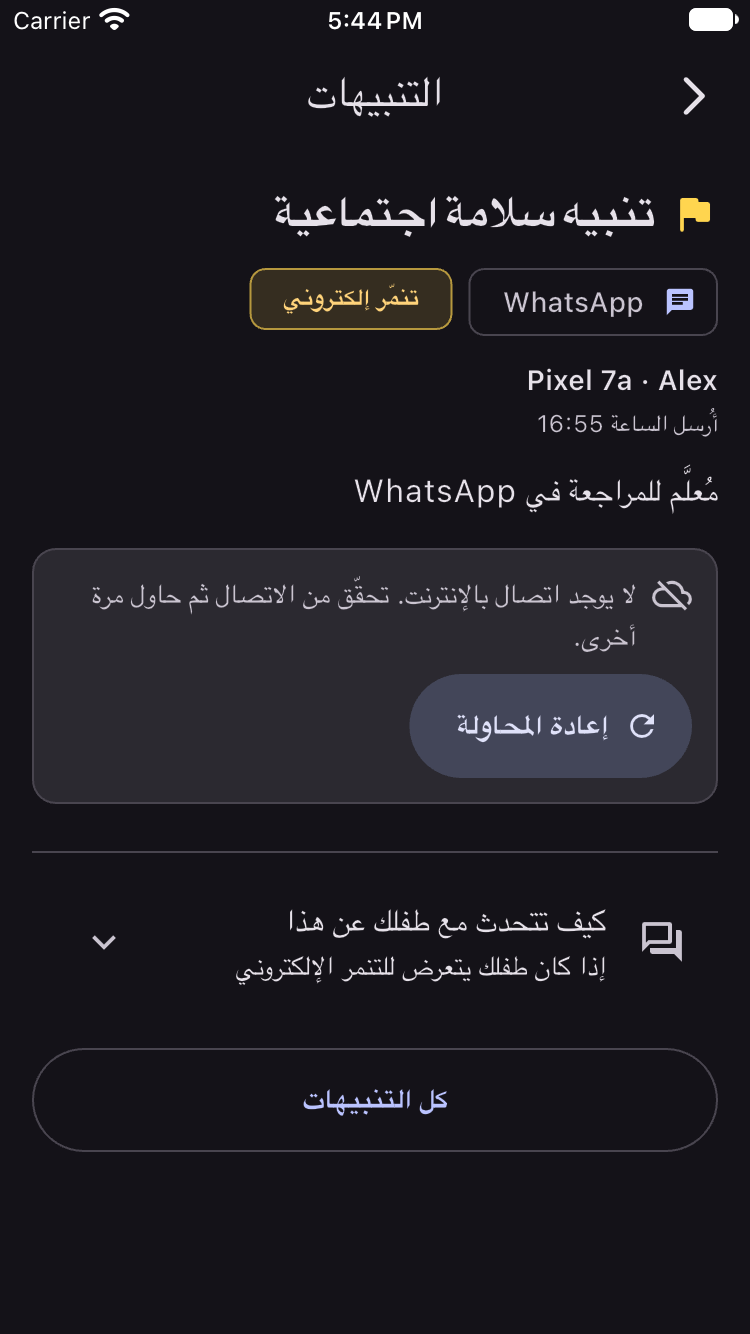 Carrier
5:44 PM
التنبيهات
تنبيه سلامة اجتماعية
WhatsApp
تنمّر إلكتروني
Pixel 7a · Alex
أُرسل الساعة 16:55
مُعلَّم للمراجعة في WhatsApp
لا يوجد اتصال بالإنترنت. تحقّق من الاتصال ثم حاول مرة
أخرى.
إعادة المحاولة
كيف تتحدث مع طفلك عن هذا
إذا كان طفلك يتعرض للتنمر الإلكتروني
كل التنبيهات